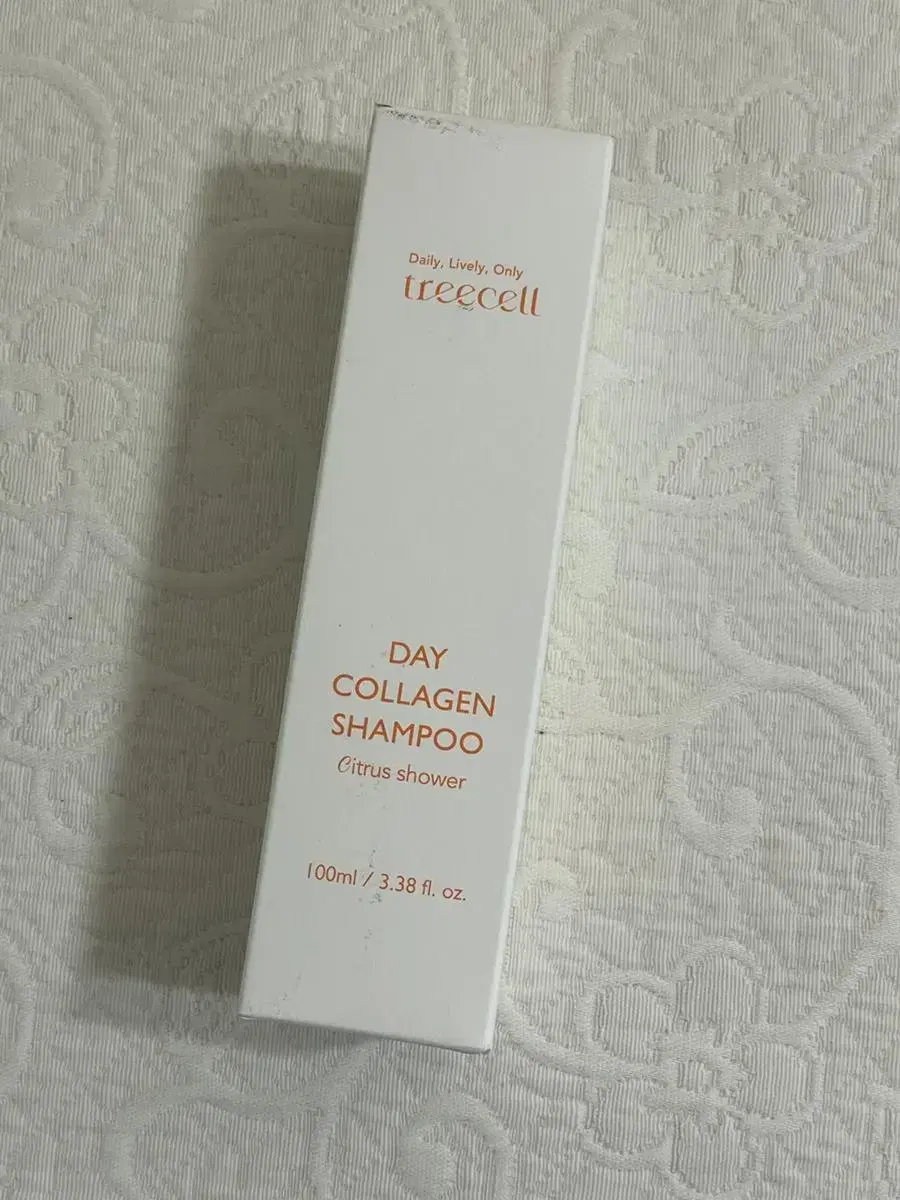 Daily, Lively, Only
treecell
DAY
COLLAGEN
SHAMPOO
Citrus shower
100ml / 3.38 fl. oz.